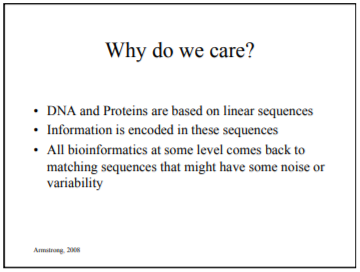 Why do we care?
• DNA and Proteins are based on linear sequences
• Information is encoded in these sequences
• All bioinformatics at some level comes back to
matching sequences that might have some noise or
variability
Armstrong, 2008